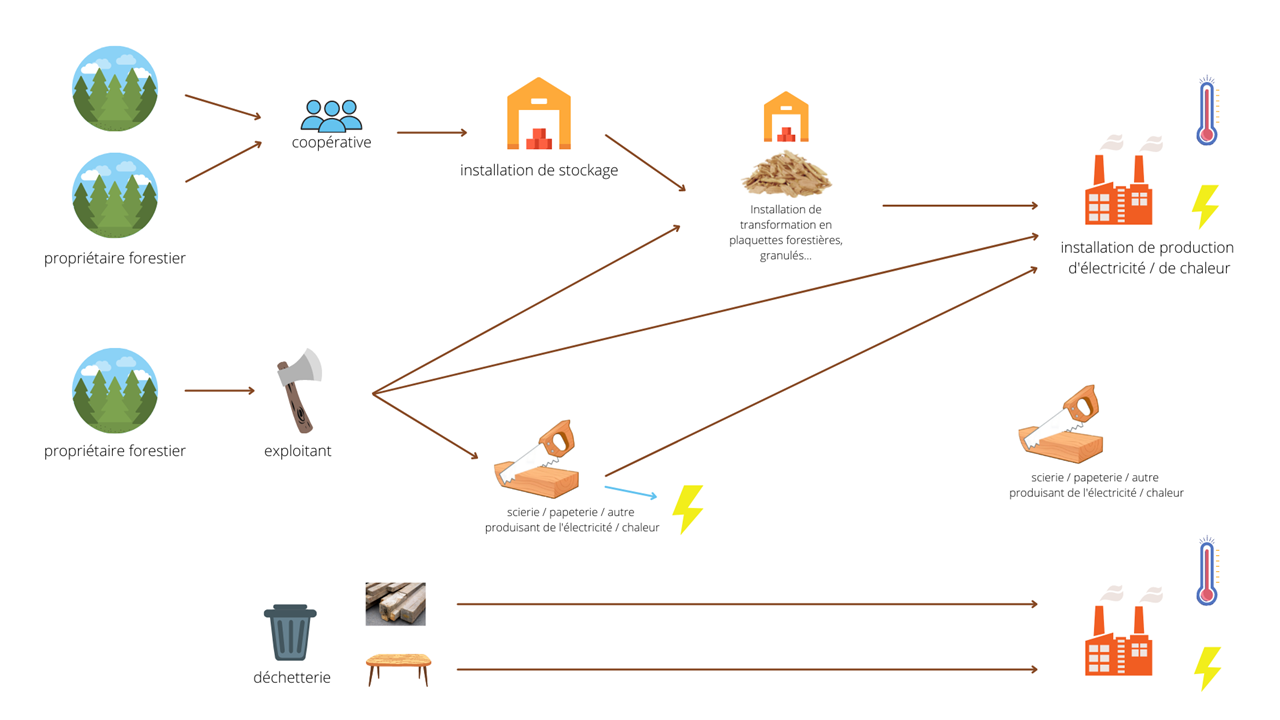 coopérative
installation de stockage
Installation de
transformation en
plaquettes forestières,
granulés...
installation de production
d'électricité / de chaleur
propriétaire forestier
propriétaire forestier
exploitant
scierie / papeterie / autre
produisant de l'électricité / chaleur
scierie / papeterie / autre
produisant de l'électricité / chaleur
déchetterie